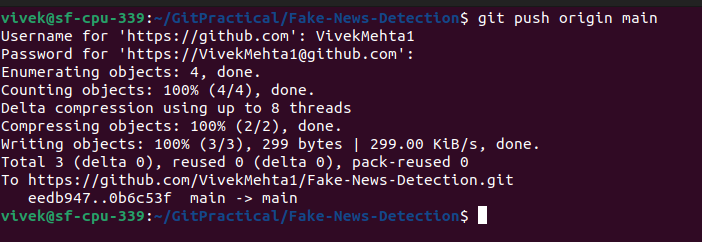 vivek@sf-cpu-339:~/GitPractical/Fake-News-Detection$ git push origin main
Username for 'https://github.com': VivekMehta1
Password for 'https://VivekMehta1@github.com':
Enumerating objects: 4, done.
Counting objects: 100% (4/4), done.
Delta compression using up to 8 threads
Compressing objects: 100% (2/2), done.
Writing objects: 100% (3/3), 299 bytes | 299.00 KiB/s, done.
Total 3 (delta 0), reused 0 (delta 0), pack-reused 0
To https://github.com/VivekMehta1/Fake-News-Detection.git
   eedb947..0b6c53f  main -> main
vivek@sf-cpu-339:~/GitPractical/Fake-News-Detection$